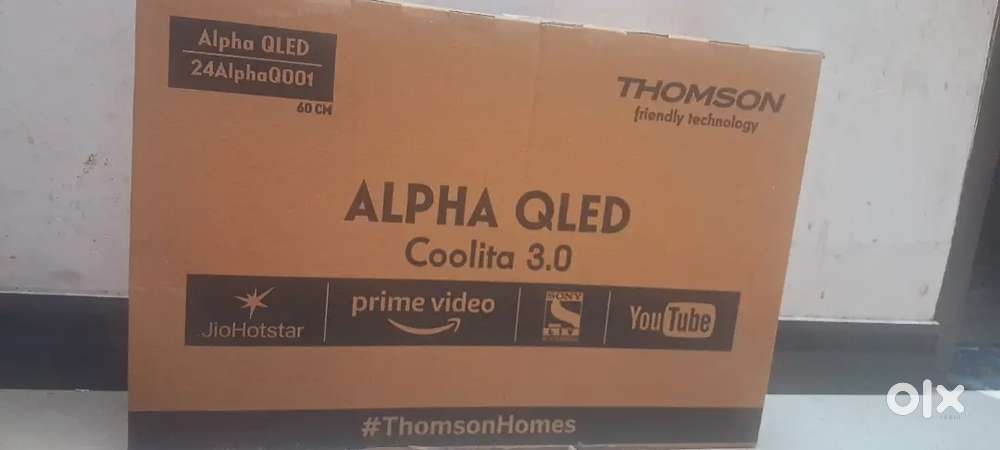 Alpha QLED
24AlphaQ001
60 CM
THOMSON
friendly technology
ALPHA QLED
Coolita 3.0
JioHotstar
prime video
SONY
S
LIV
YouTube
#ThomsonHomes
olx